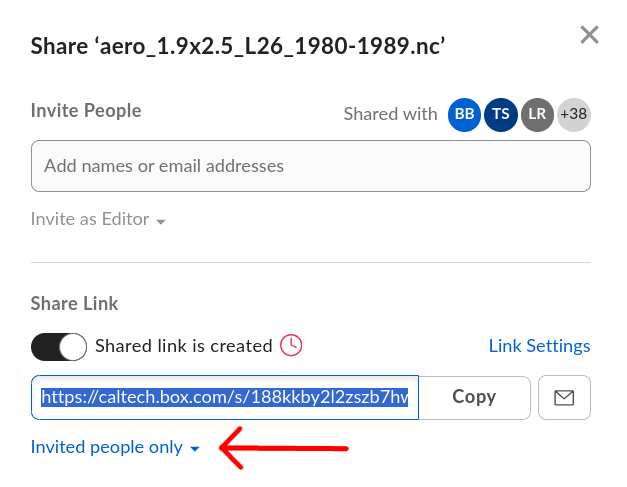 Share ‘aero_1.9x2.5_L26_1980-1989.nc’
Invite People
Shared with BB TS LR +38
Add names or email addresses
Invite as Editor
Share Link
Shared link is created
Link Settings
https://caltech.box.com/s/188kkby2l2zszb7hv
Copy
Invited people only